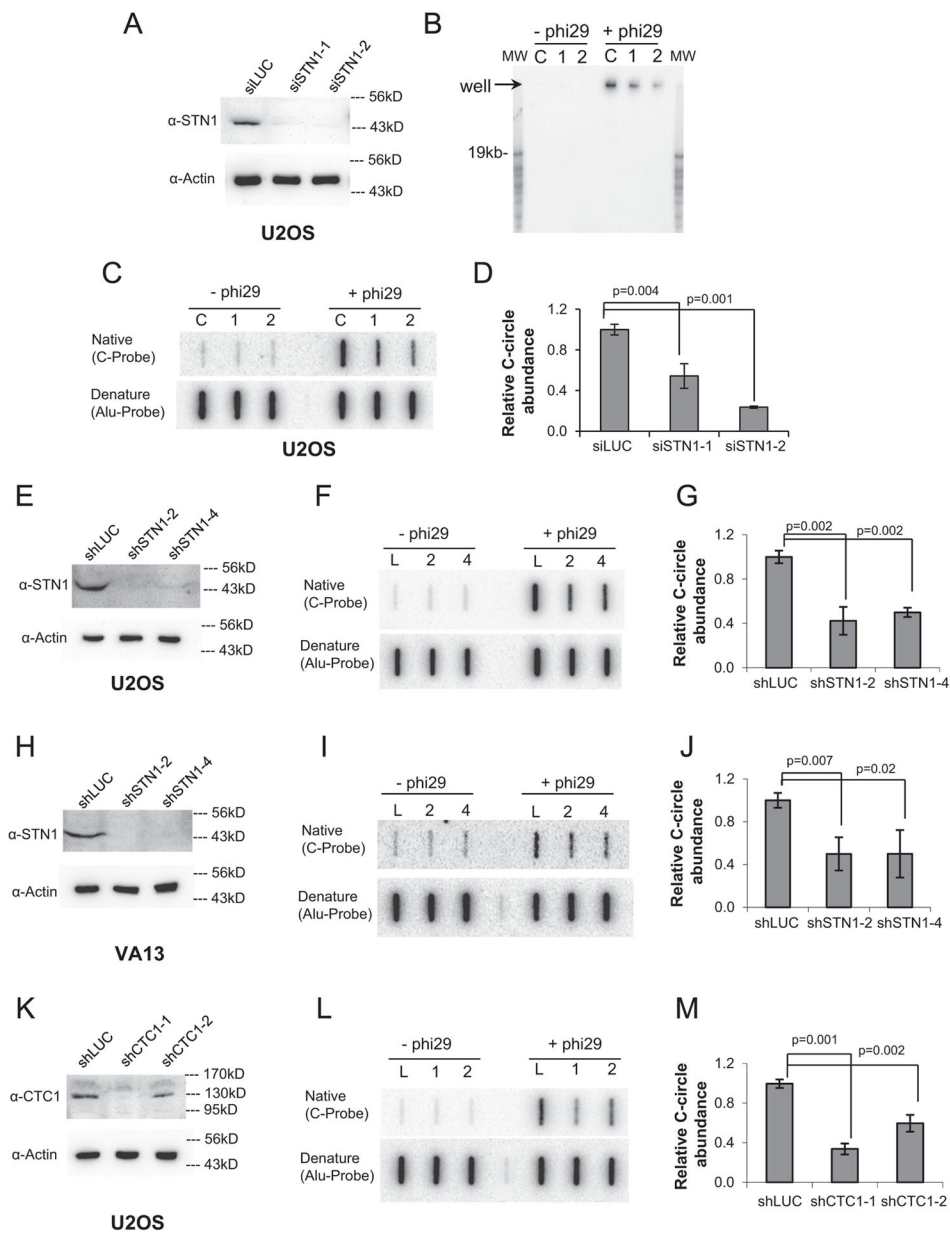 A
siLUC
siSTN1-1
siSTN1-2
α-STN1
--- 56kD
--- 43kD
α-Actin
--- 56kD
--- 43kD
U2OS
B
- phi29
+ phi29
MW C 1 2 C 1 2 MW
well
19kb-
C
- phi29
+ phi29
C 1 2 C 1 2
Native
(C-Probe)
Denature
(Alu-Probe)
U2OS
D
p=0.004
p=0.001
Relative C-circle
abundance
1.2
0.8
0.4
0.0
siLUC siSTN1-1 siSTN1-2
E
shLUC
shSTN1-2
shSTN1-4
α-STN1
--- 56kD
--- 43kD
α-Actin
--- 56kD
--- 43kD
U2OS
F
- phi29
+ phi29
L 2 4 L 2 4
Native
(C-Probe)
Denature
(Alu-Probe)
G
p=0.002
p=0.002
Relative C-circle
abundance
1.2
0.8
0.4
0.0
shLUC shSTN1-2 shSTN1-4
H
shLUC
shSTN1-2
shSTN1-4
α-STN1
--- 56kD
--- 43kD
α-Actin
--- 56kD
--- 43kD
VA13
I
- phi29
+ phi29
L 2 4 L 2 4
Native
(C-Probe)
Denature
(Alu-Probe)
J
p=0.007
p=0.02
Relative C-circle
abundance
1.2
0.8
0.4
0.0
shLUC shSTN1-2 shSTN1-4
K
shLUC
shCTC1-1
shCTC1-2
α-CTC1
--- 170kD
--- 130kD
--- 95kD
α-Actin
--- 56kD
--- 43kD
U2OS
L
- phi29
+ phi29
L 1 2 L 1 2
Native
(C-Probe)
Denature
(Alu-Probe)
M
p=0.001
p=0.002
Relative C-circle
abundance
1.2
0.8
0.4
0.0
shLUC shCTC1-1 shCTC1-2